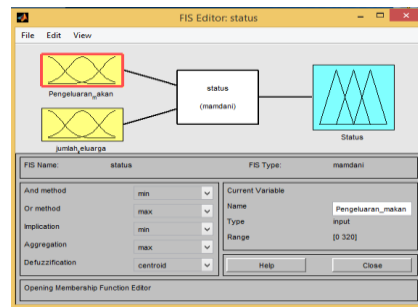 FIS Editor: status
File Edit View
Pengeluaran_makan
status
(mamdani)
jumlah_keluarga
Status
FIS Name: status FIS Type: mamdani
And method min
Or method max
Implication min
Aggregation max
Defuzzification centroid
Current Variable
Name Pengeluaran_makan
Type input
Range [0 320]
Help Close
Opening Membership Function Editor